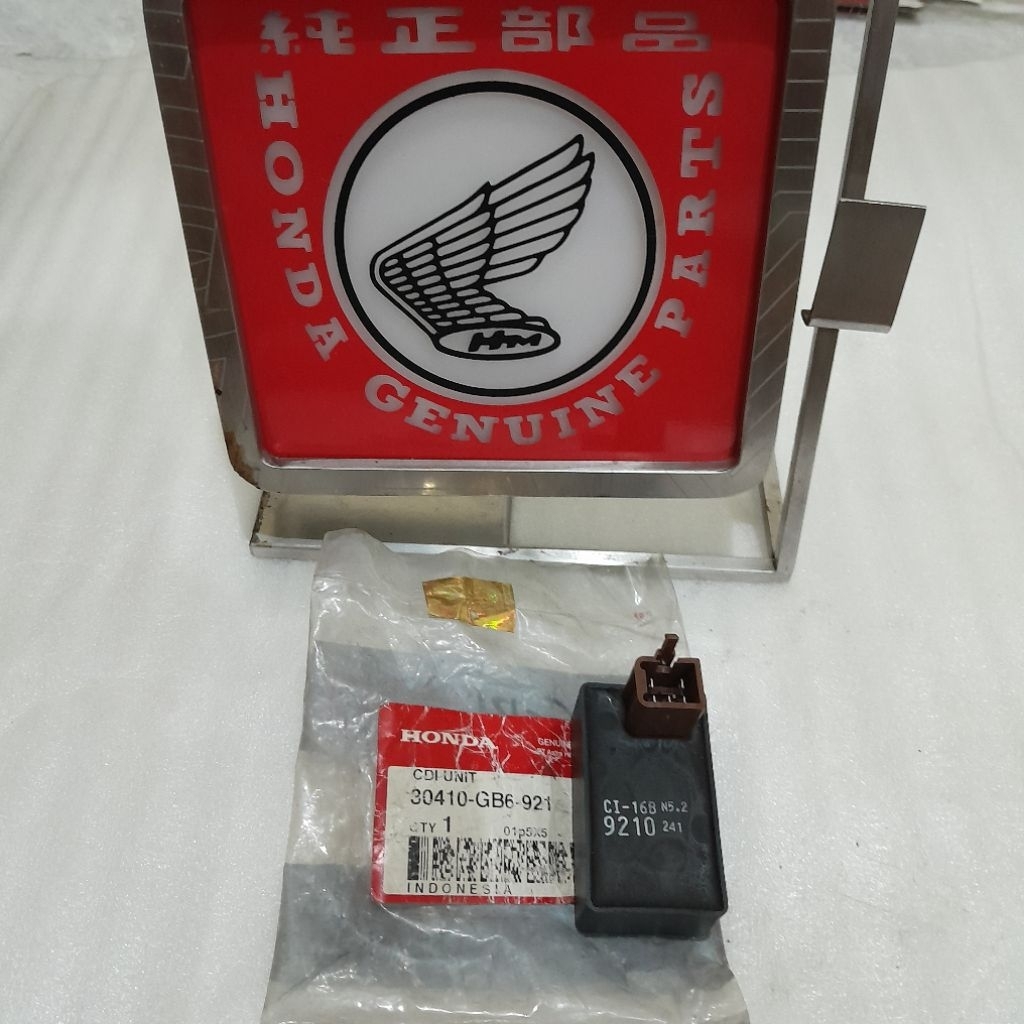 純正部品
HONDA GENUINE PARTS
HM
HONDA
GENUINE
CDI UNIT
30410-GB6-921
QTY 1
01p5X5
INDONESIA
CI-16B N5.2
9210 241